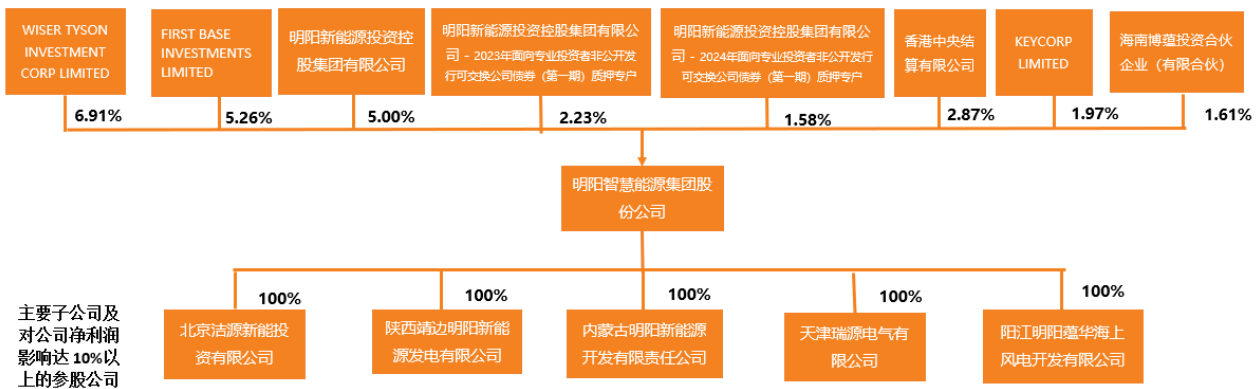 WISER TYSON
INVESTMENT
CORP LIMITED
FIRST BASE
INVESTMENTS
LIMITED
明阳新能源投资控
股集团有限公司
明阳新能源投资控股集团有限公
司 – 2023年面向专业投资者非公开发
行可交换公司债券（第一期）质押专户
明阳新能源投资控股集团有限公
司 – 2024年面向专业投资者非公开发行
可交换公司债券（第一期）质押专户
香港中央结
算有限公司
KEYCORP
LIMITED
海南博蕴投资合伙
企业（有限合伙）
6.91%
5.26%
5.00%
2.23%
1.58%
2.87%
1.97%
1.61%
明阳智慧能源集团股
份公司
100%
100%
100%
100%
100%
主要子公司及
对公司净利润
影响达 10%以
上的参股公司
北京洁源新能投
资有限公司
陕西靖边明阳新能
源发电有限公司
内蒙古明阳新能源
开发有限责任公司
天津瑞源电气有
限公司
阳江明阳蕴华海上
风电开发有限公司